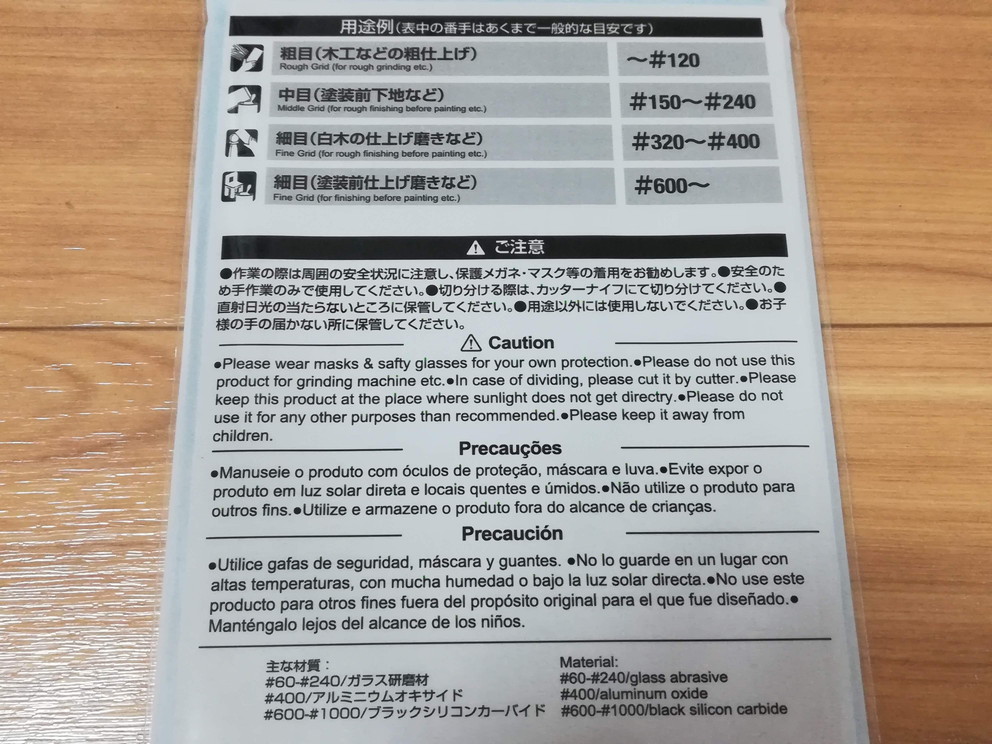 用途例(表中の番手はあくまで一般的な目安です)
粗目(木工などの粗仕上げ)
Rough Grid (for rough grinding etc.)
〜#120
中目(塗装前下地など)
Middle Grid (for rough finishing before painting etc.)
#150〜#240
細目(白木の仕上げ磨きなど)
Fine Grid (for rough finishing before painting etc.)
#320〜#400
細目(塗装前仕上げ磨きなど)
Fine Grid (for finishing before painting etc.)
#600〜
⚠ ご注意
●作業の際は周囲の安全状況に注意し、保護メガネ・マスク等の着用をお勧めします。●安全のた
め手作業のみで使用してください。●切り分ける際は、カッターナイフにて切り分けてください。●
直射日光の当たらないところに保管してください。●用途以外には使用しないでください。●お子
様の手の届かない所に保管してください。
⚠ Caution
●Please wear masks & safty glasses for your own protection.●Please do not use this
product for grinding machine etc.●In case of dividing, please cut it by cutter.●Please
keep this product at the place where sunlight does not get directry.●Please do not
use it for any other purposes than recommended.●Please keep it away from
children.
Precauções
●Manuseie o produto com óculos de proteção, máscara e luva.●Evite expor o
produto em luz solar direta e locais quentes e úmidos.●Não utilize o produto para
outros fins.●Utilize e armazene o produto fora do alcance de crianças.
Precaución
●Utilice gafas de seguridad, máscara y guantes. ●No lo guarde en un lugar con
altas temperaturas, con mucha humedad o bajo la luz solar directa.●No use este
producto para otros fines fuera del propósito original para el que fue diseñado.●
Manténgalo lejos del alcance de los niños.
主な材質：
#60-#240/ガラス研磨材
#400/アルミニウムオキサイド
#600-#1000/ブラックシリコンカーバイド
Material:
#60-#240/glass abrasive
#400/aluminum oxide
#600-#1000/black silicon carbide